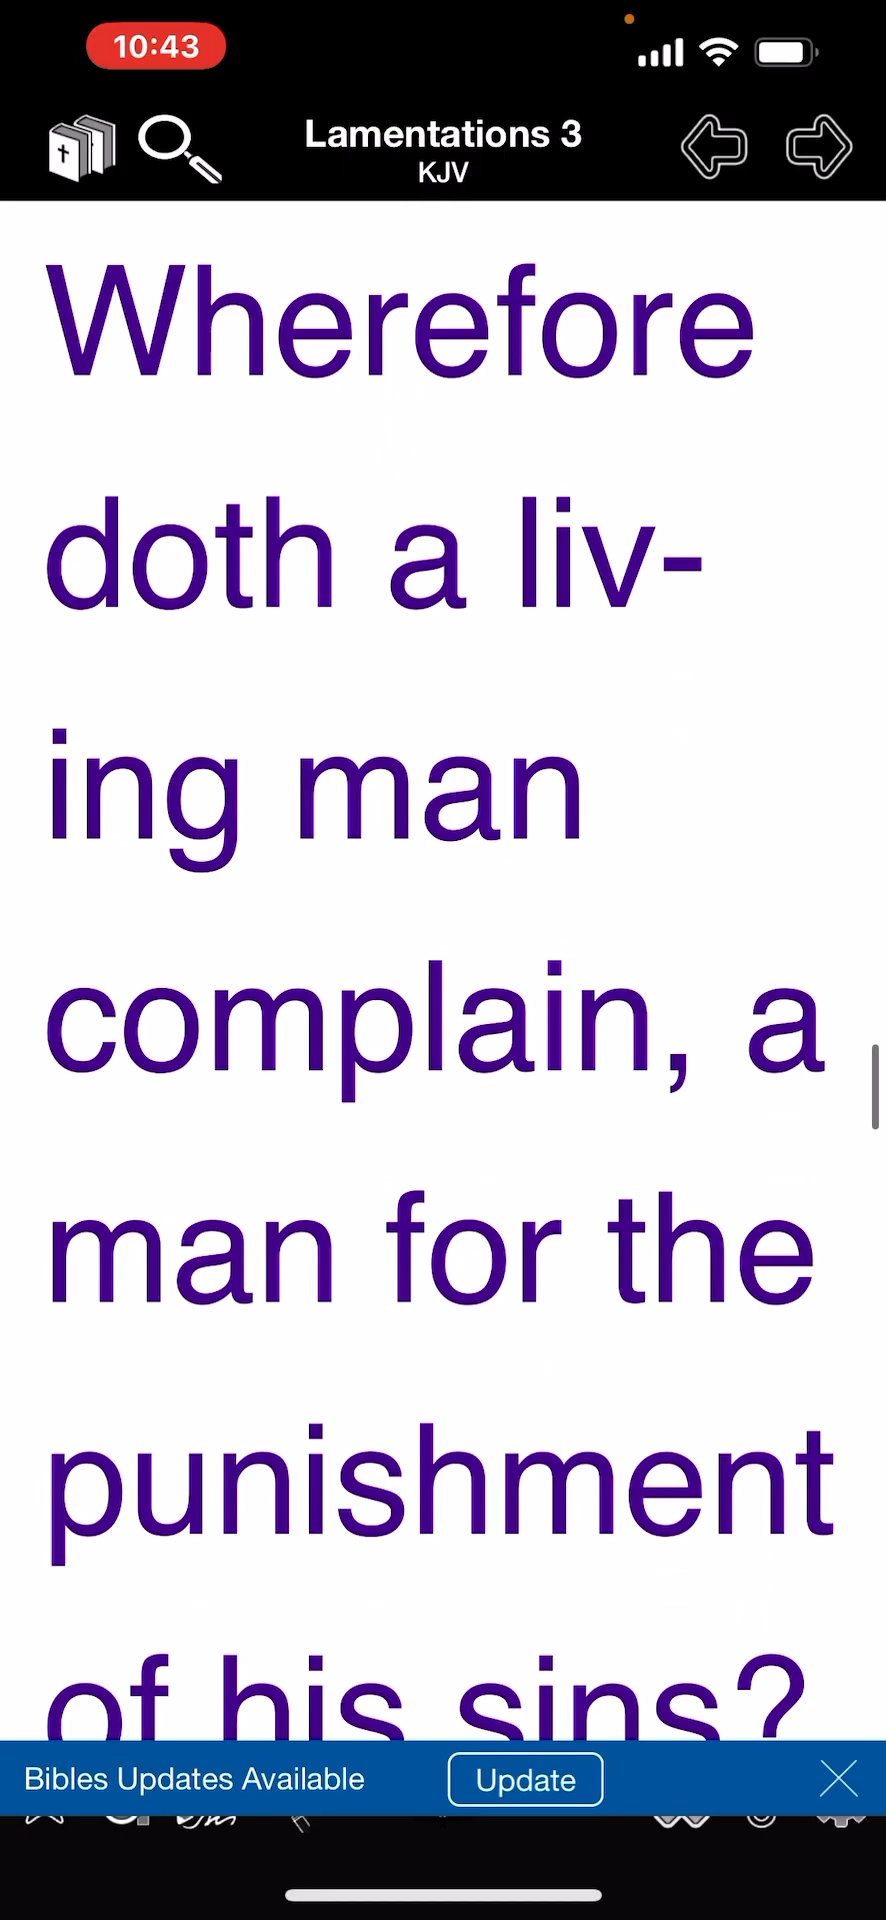 10:43
Lamentations 3
KJV
Wherefore
doth a liv-
ing man
complain, a
man for the
punishment
of his sins?
Bibles Updates Available
Update